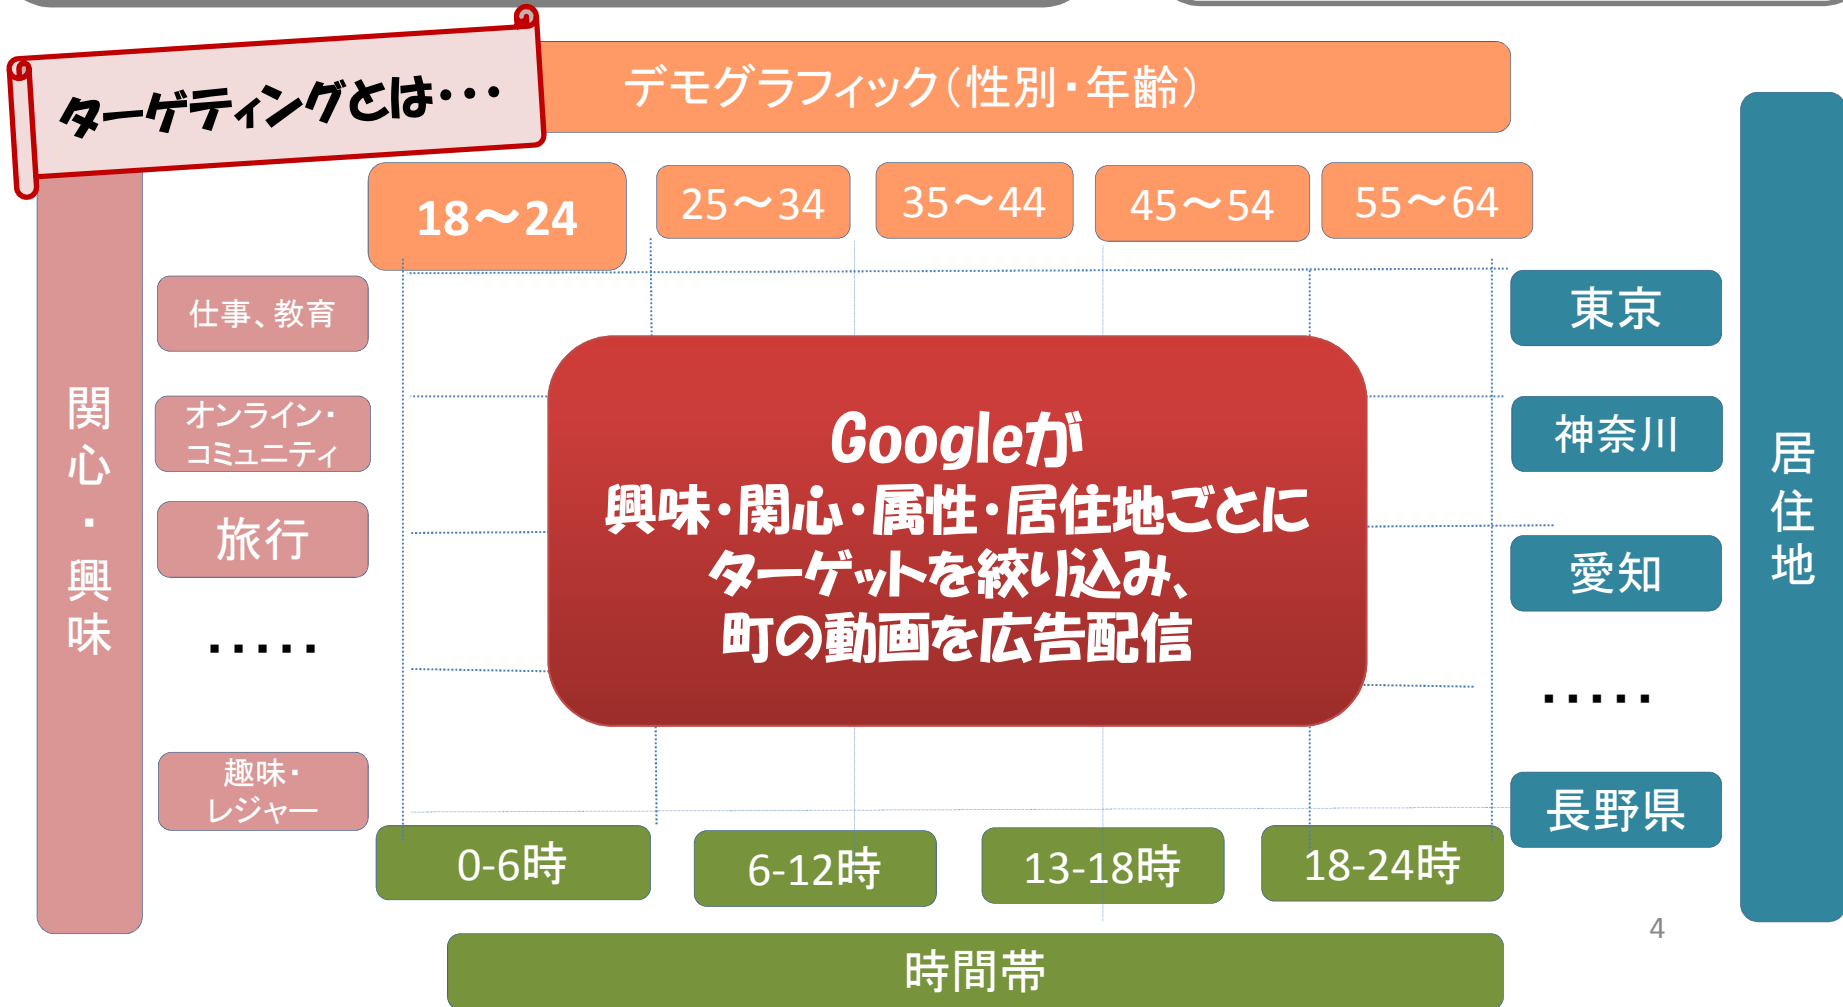 ターゲティングとは・・・
デモグラフィック（性別・年齢）
18～24
25～34
35～44
45～54
55～64
関心・興味
仕事、教育
オンライン・
コミュニティ
旅行
・・・・・
趣味・
レジャー
Googleが
興味・関心・属性・居住地ごとに
ターゲットを絞り込み、
町の動画を広告配信
東京
神奈川
愛知
・・・・・
長野県
居住地
0-6時
6-12時
13-18時
18-24時
時間帯
4